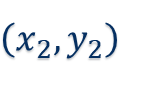 (x₂, y₂)